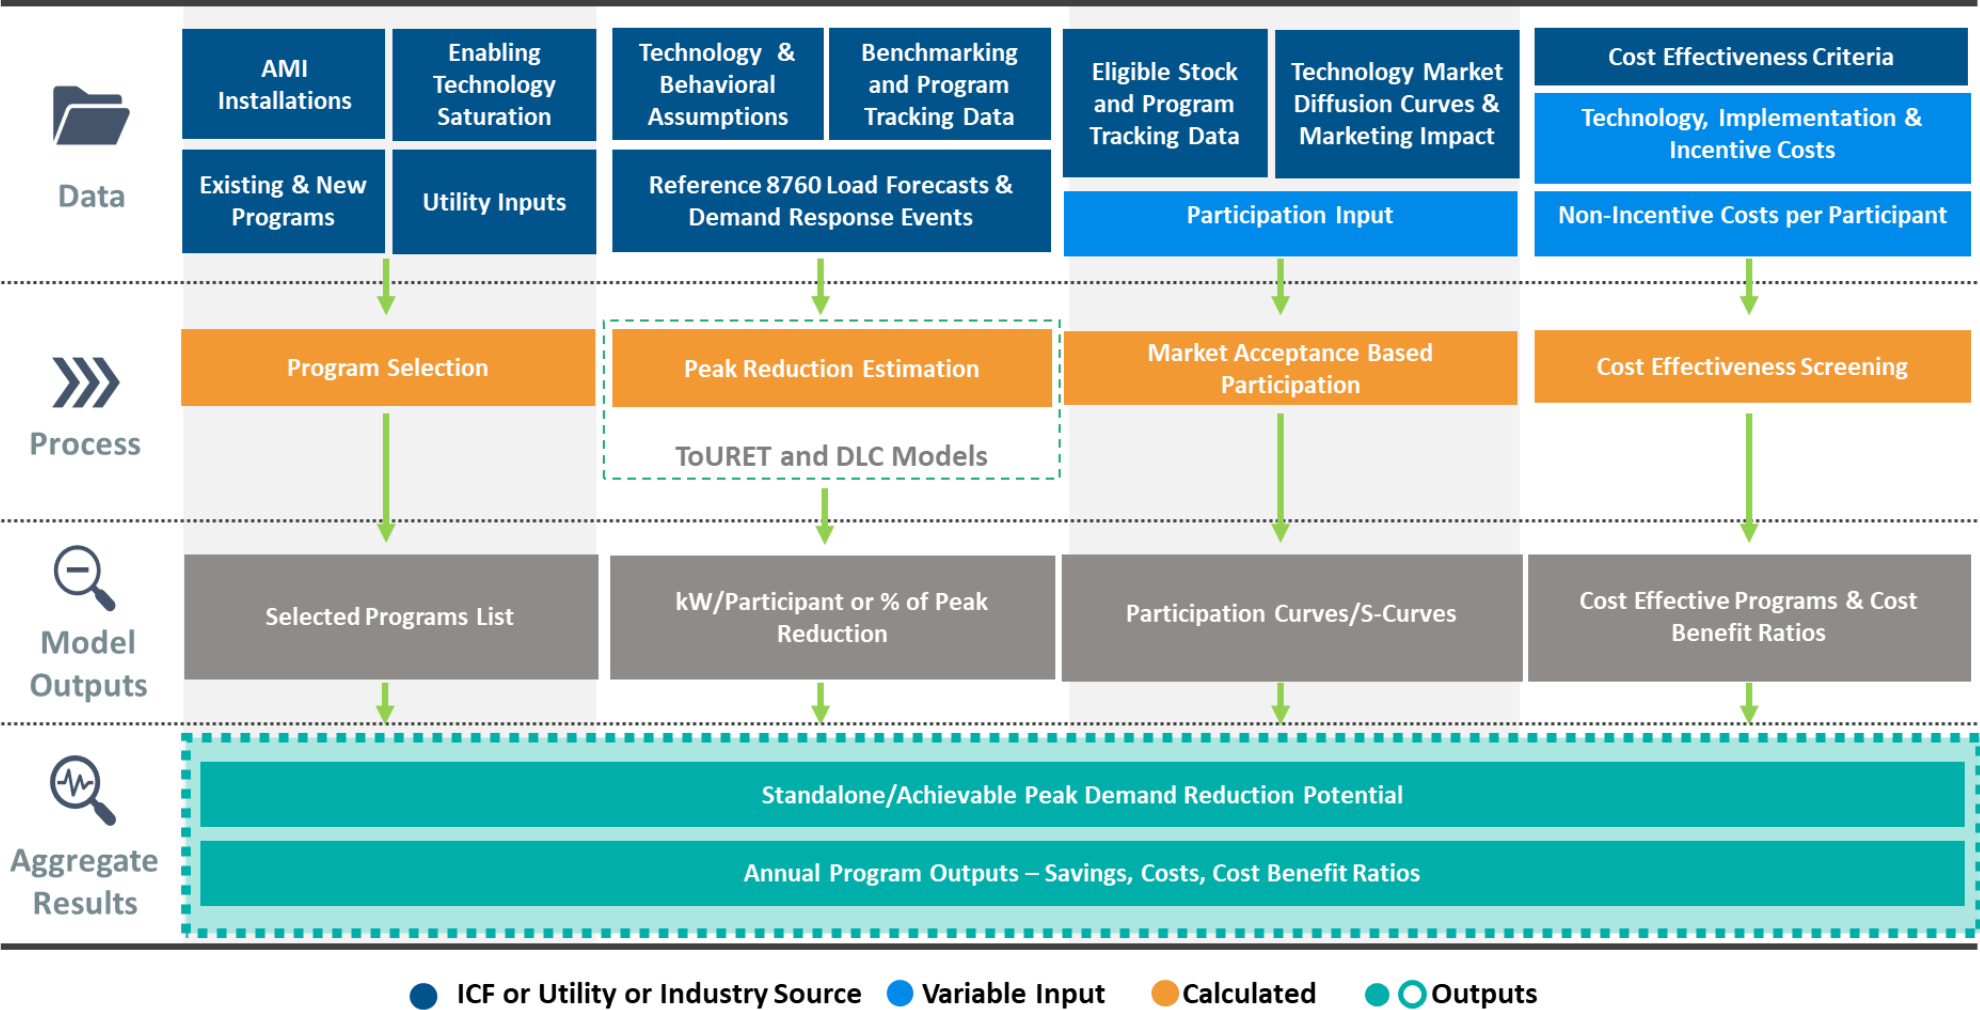 Data
AMI
Installations
Enabling
Technology
Saturation
Existing & New
Programs
Utility Inputs
Technology & 
Behavioral
Assumptions
Benchmarking
and Program
Tracking Data
Reference 8760 Load Forecasts &
Demand Response Events
Eligible Stock
and Program
Tracking Data
Technology Market
Diffusion Curves &
Marketing Impact
Participation Input
Cost Effectiveness Criteria
Technology, Implementation &
Incentive Costs
Non-Incentive Costs per Participant
Process
Program Selection
Peak Reduction Estimation
ToURET and DLC Models
Market Acceptance Based
Participation
Cost Effectiveness Screening
Model
Outputs
Selected Programs List
kW/Participant or % of Peak
Reduction
Participation Curves/S-Curves
Cost Effective Programs & Cost
Benefit Ratios
Aggregate
Results
Standalone/Achievable Peak Demand Reduction Potential
Annual Program Outputs – Savings, Costs, Cost Benefit Ratios
ICF or Utility or Industry Source
Variable Input
Calculated
Outputs